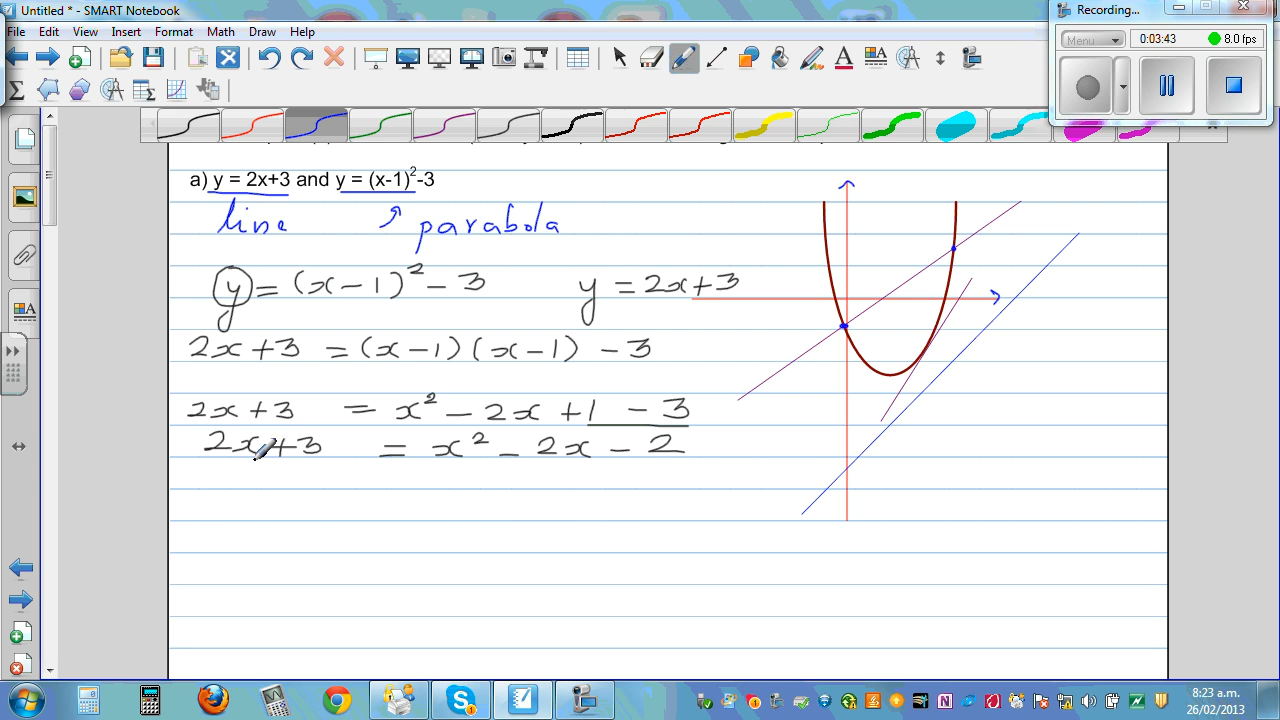 Untitled * - SMART Notebook
Recording...
File Edit View Insert Format Math Draw Help
Menu 0:03:43 8.0 fps
a) y = 2x+3 and y = (x-1)²-3
line parabola
y = (x-1)² - 3 y = 2x+3
2x+3 = (x-1)(x-1) - 3
2x+3 = x² - 2x + 1 - 3
2x+3 = x² - 2x - 2
8:23 a.m.
26/02/2013